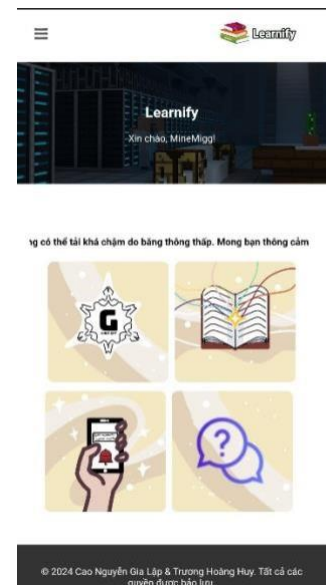 Learnify
Learnify
Xin chào, MineMigg!
ng có thể tải khá chậm do băng thông thấp. Mong bạn thông cảm
G
© 2024 Cao Nguyễn Gia Lập & Trương Hoàng Huy. Tất cả các
quyền được bảo lưu.